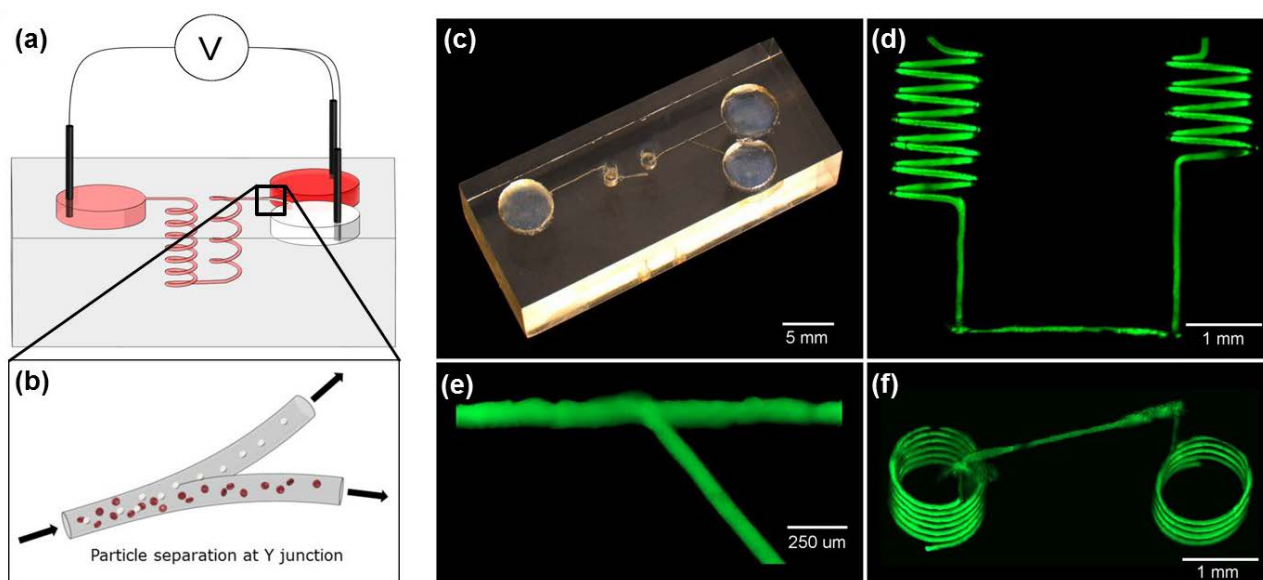 (a)
V
(b)
Particle separation at Y junction
(c)
5 mm
(d)
1 mm
(e)
250 um
(f)
1 mm